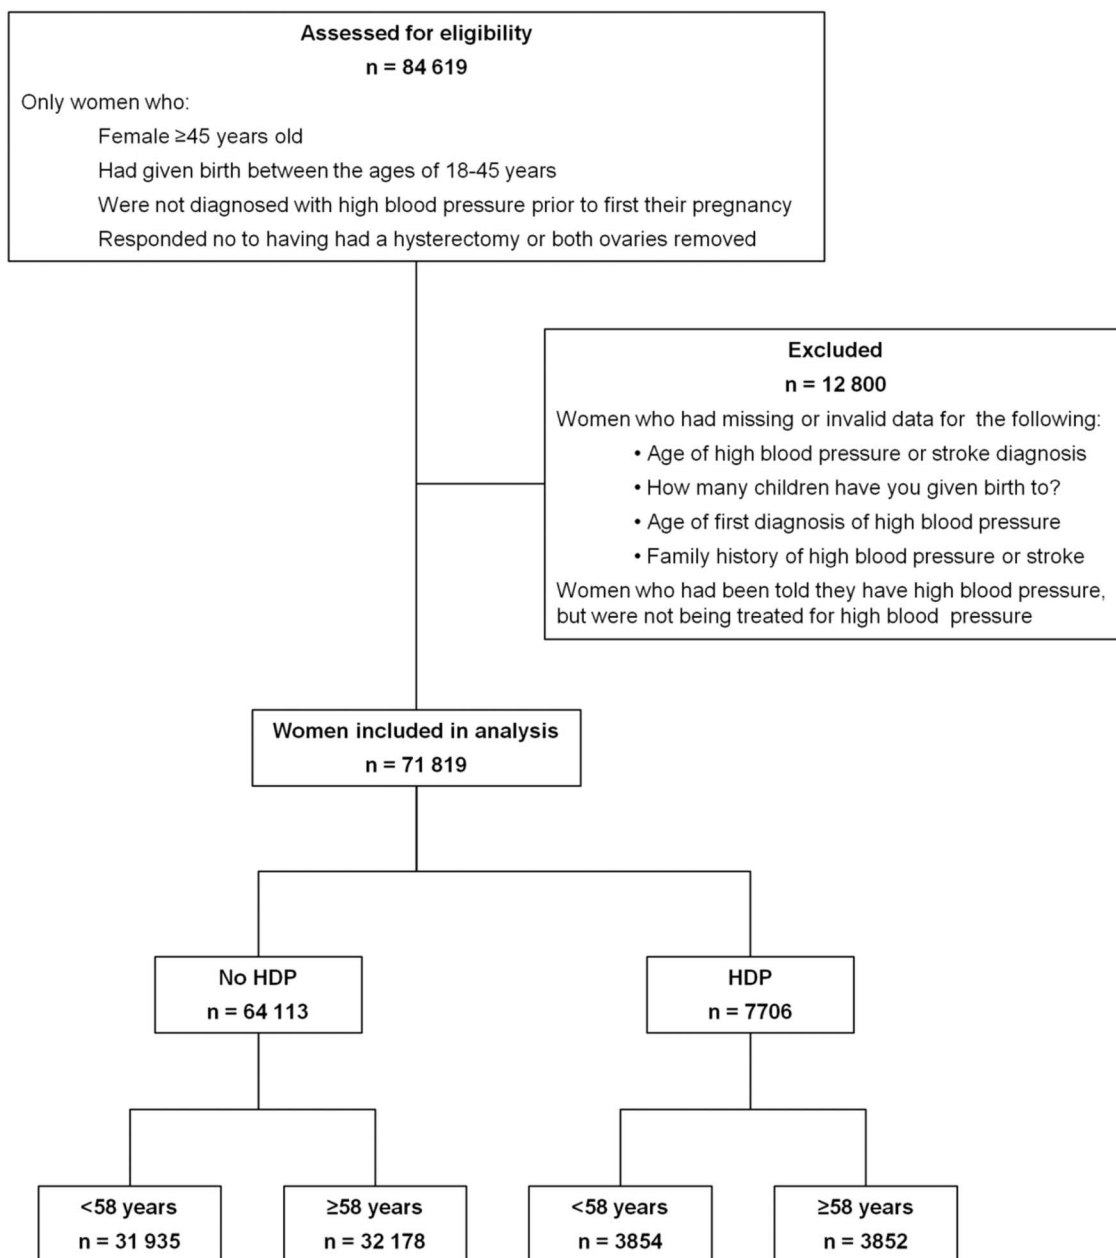 Assessed for eligibility
n = 84 619
Only women who:
Female ≥45 years old
Had given birth between the ages of 18-45 years
Were not diagnosed with high blood pressure prior to first their pregnancy
Responded no to having had a hysterectomy or both ovaries removed
Excluded
n = 12 800
Women who had missing or invalid data for the following:
• Age of high blood pressure or stroke diagnosis
• How many children have you given birth to?
• Age of first diagnosis of high blood pressure
• Family history of high blood pressure or stroke
Women who had been told they have high blood pressure,
but were not being treated for high blood pressure
Women included in analysis
n = 71 819
No HDP
n = 64 113
HDP
n = 7706
<58 years
n = 31 935
≥58 years
n = 32 178
<58 years
n = 3854
≥58 years
n = 3852